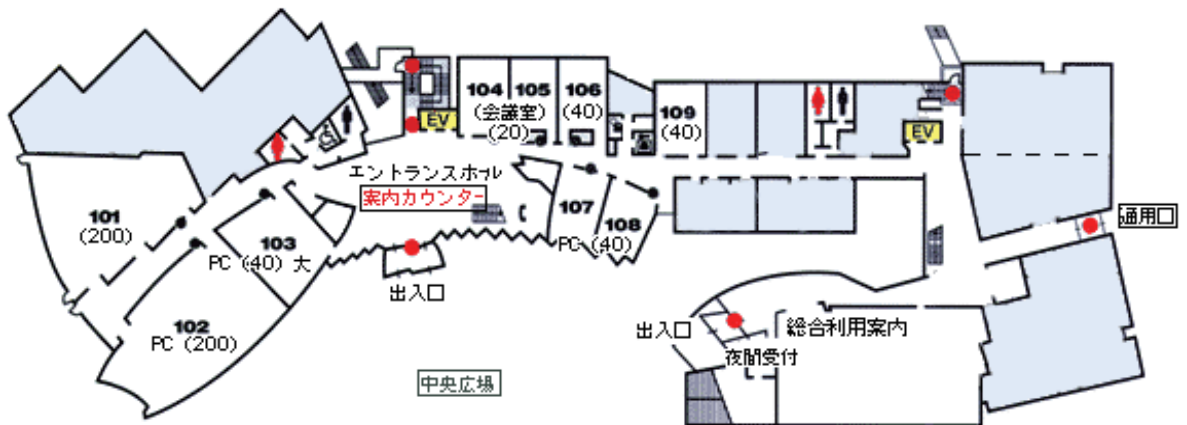 EV
104
105
106
(会議室)
(40)
(20)
109
(40)
EV
エントランスホール
案内カウンター
101
(200)
103
PC (40) 大
107
108
PC (40)
通用口
102
PC (200)
出入口
出入口
総合利用案内
夜間受付
中央広場